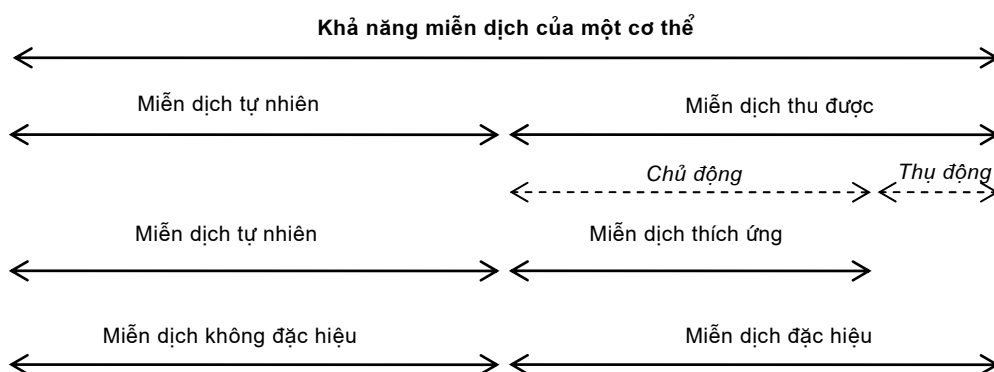 Khả năng miễn dịch của một cơ thể
Miễn dịch tự nhiên Miễn dịch thu được
Chủ động Thụ động
Miễn dịch tự nhiên Miễn dịch thích ứng
Miễn dịch không đặc hiệu Miễn dịch đặc hiệu